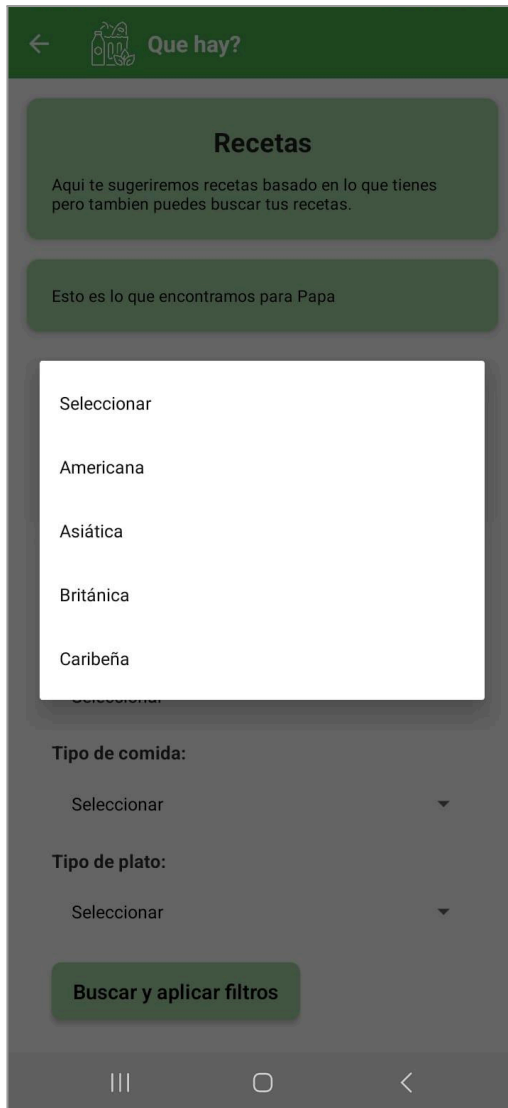 Que hay?
Recetas
Aqui te sugeriremos recetas basado en lo que tienes
pero tambien puedes buscar tus recetas.
Esto es lo que encontramos para Papa
Seleccionar
Americana
Asiática
Británica
Caribeña
Seleccionar
Tipo de comida:
Seleccionar
Tipo de plato:
Seleccionar
Buscar y aplicar filtros